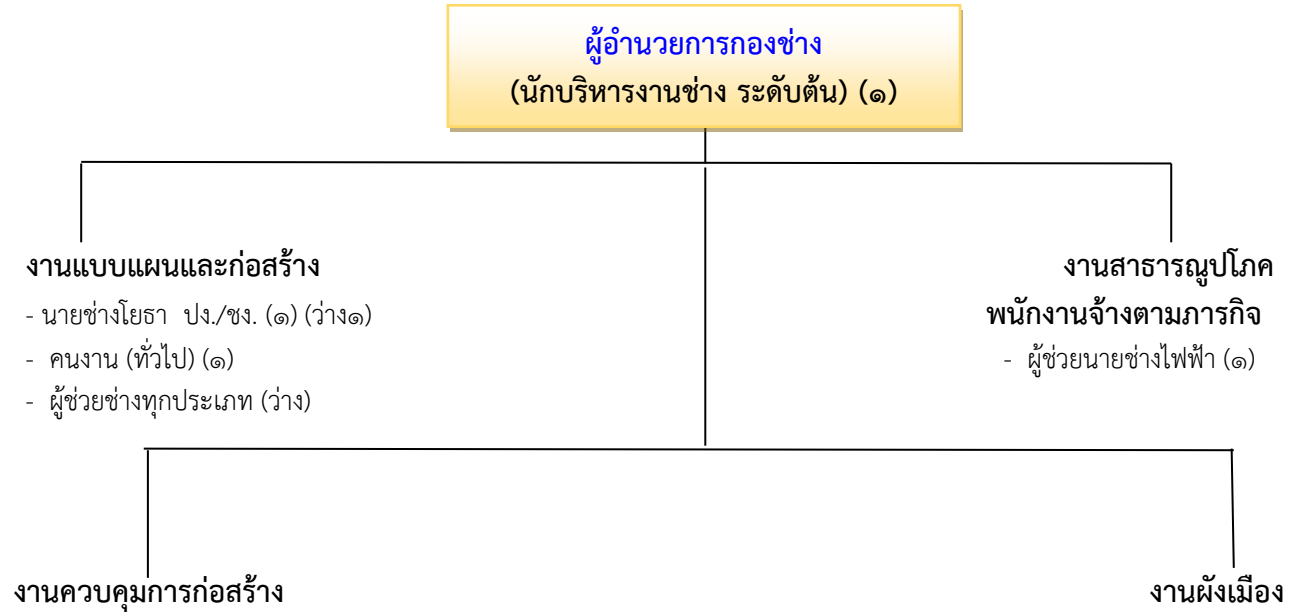 ผู้อำนวยการกองช่าง
(นักบริหารงานช่าง ระดับต้น) (๑)
งานแบบแผนและก่อสร้าง
- นายช่างโยธา ปง./ชง. (๑) (ว่าง๑)
- คนงาน (ทั่วไป) (๑)
- ผู้ช่วยช่างทุกประเภท (ว่าง)
งานสาธารณูปโภค
พนักงานจ้างตามภารกิจ
- ผู้ช่วยนายช่างไฟฟ้า (๑)
งานควบคุมการก่อสร้าง
งานผังเมือง